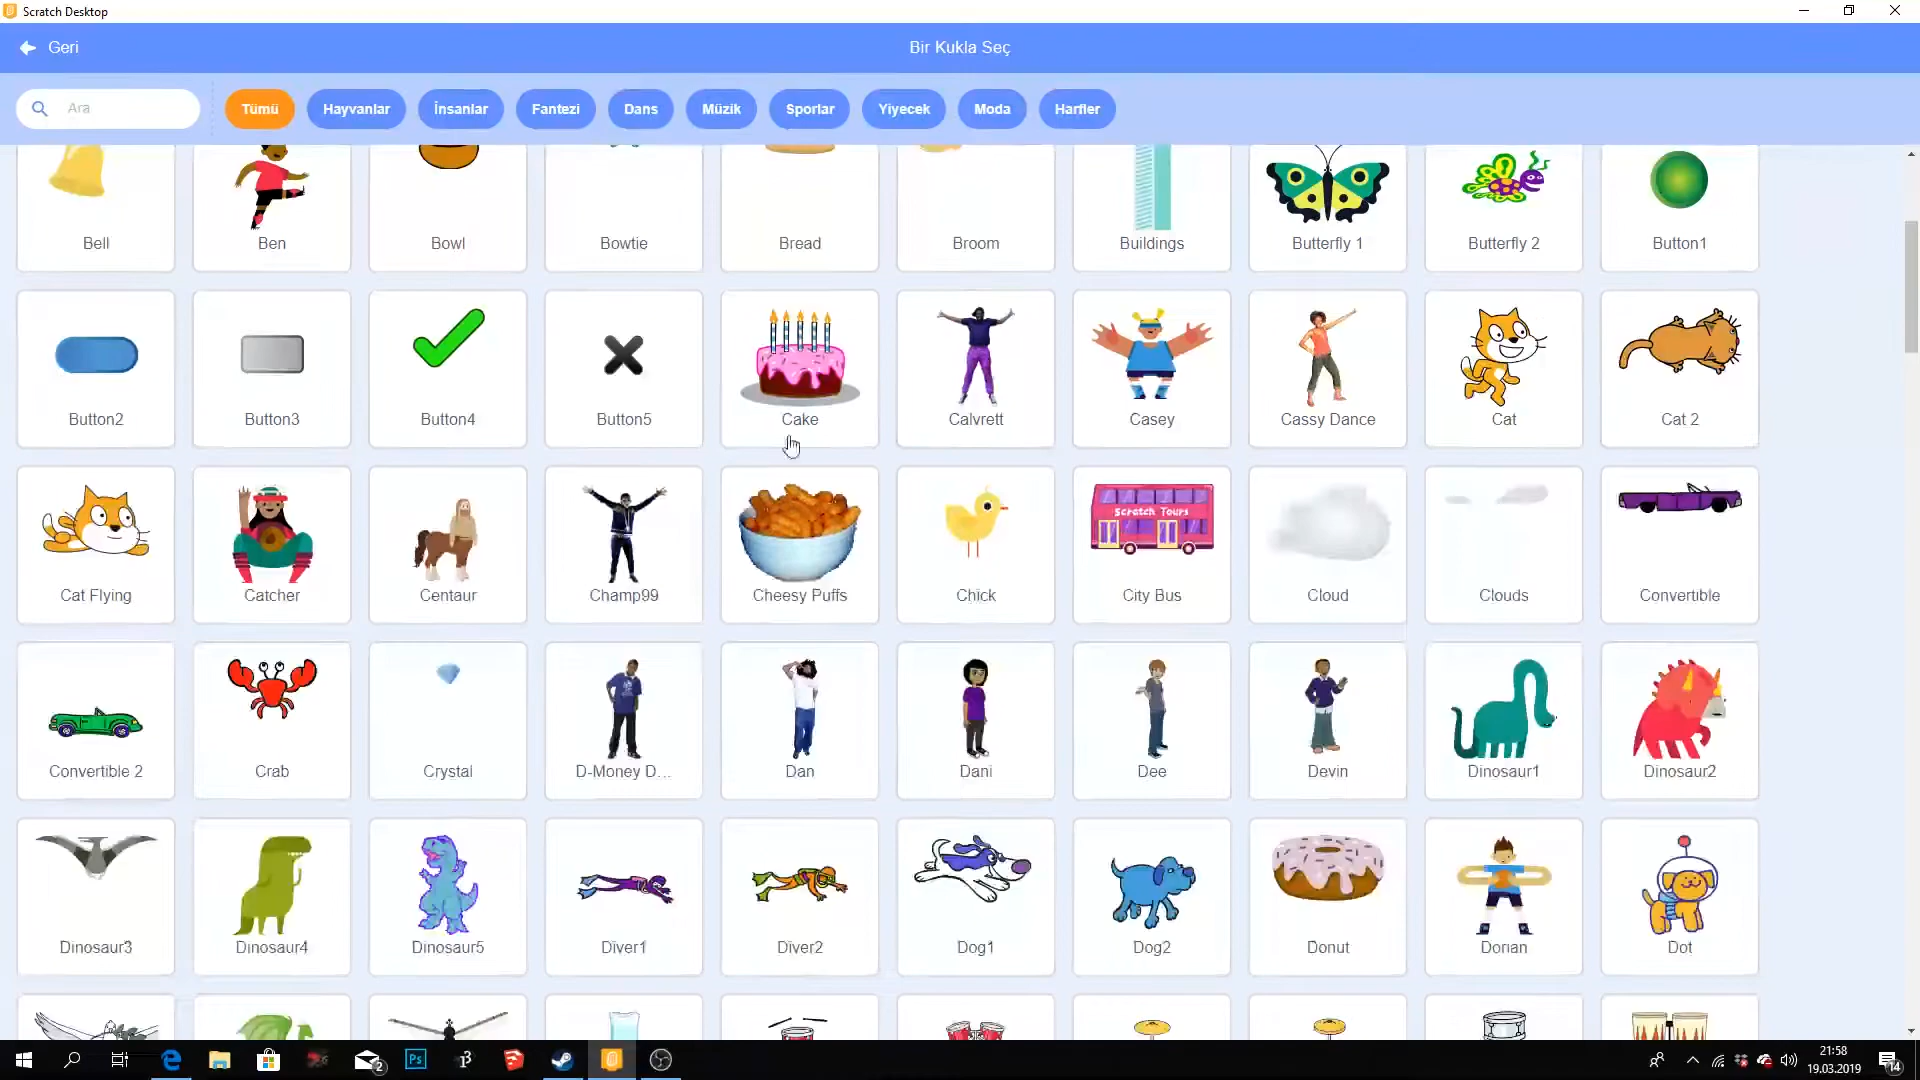 Scratch Desktop
Geri
Bir Kukla Seç
Ara
Tümü
Hayvanlar
İnsanlar
Fantezi
Dans
Müzik
Sporlar
Yiyecek
Moda
Harfler
Bell
Ben
Bowl
Bowtie
Bread
Broom
Buildings
Butterfly 1
Butterfly 2
Button1
Button2
Button3
Button4
Button5
Cake
Calvrett
Casey
Cassy Dance
Cat
Cat 2
Scratch Tours
Cat Flying
Catcher
Centaur
Champ99
Cheesy Puffs
Chick
City Bus
Cloud
Clouds
Convertible
Convertible 2
Crab
Crystal
D-Money D...
Dan
Dani
Dee
Devin
Dinosaur1
Dinosaur2
Dinosaur3
Dinosaur4
Dinosaur5
Diver1
Diver2
Dog1
Dog2
Donut
Dorian
Dot
2
Ps
21:58
19.03.2019
14